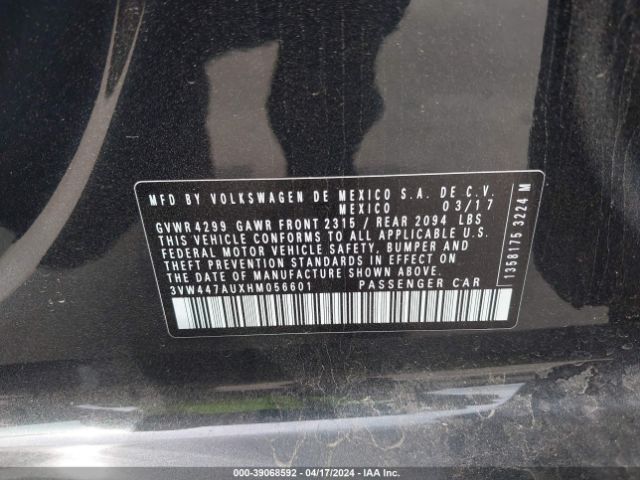 MFD BY VOLKSWAGEN DE MEXICO S.A. DE C.V.
MEXICO 03/17
GVWR4299 GAWR FRONT 2315 / REAR 2094 LBS
THIS VEHICLE CONFORMS TO ALL APPLICABLE U.S.
FEDERAL MOTOR VEHICLE SAFETY, BUMPER AND
THEFT PREVENTION STANDARDS IN EFFECT ON
THE DATE OF MANUFACTURE SHOWN ABOVE.
3VW447AUXHM056601 PASSENGER CAR
1358175 3224 M
000-39068592 / 04/17/2024 / IAA Inc.